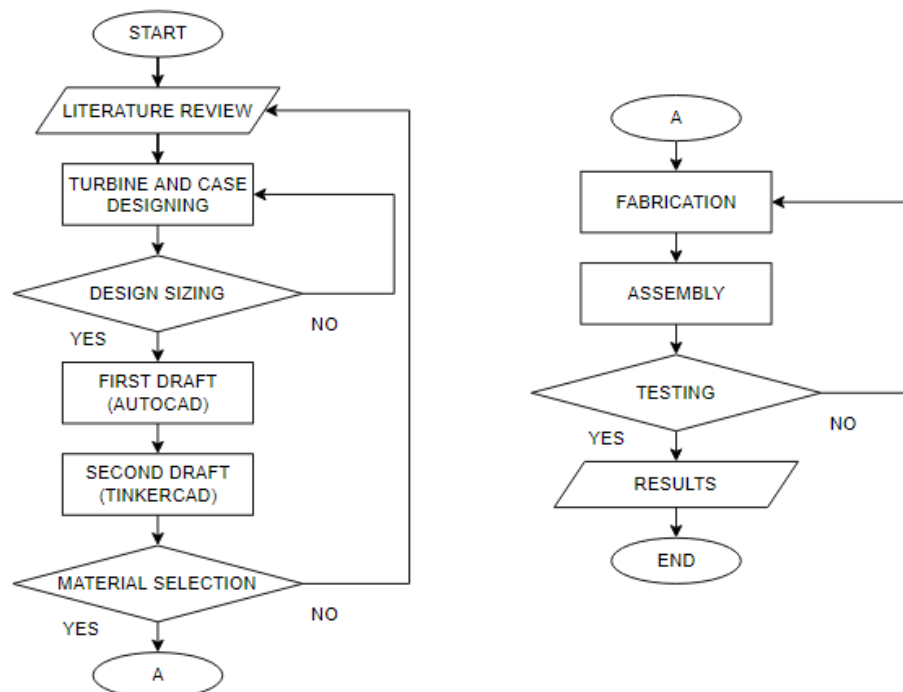 START
LITERATURE REVIEW
TURBINE AND CASE
DESIGNING
DESIGN SIZING
YES
NO
FIRST DRAFT
(AUTOCAD)
SECOND DRAFT
(TINKERCAD)
MATERIAL SELECTION
YES
NO
A
A
FABRICATION
ASSEMBLY
TESTING
YES
NO
RESULTS
END